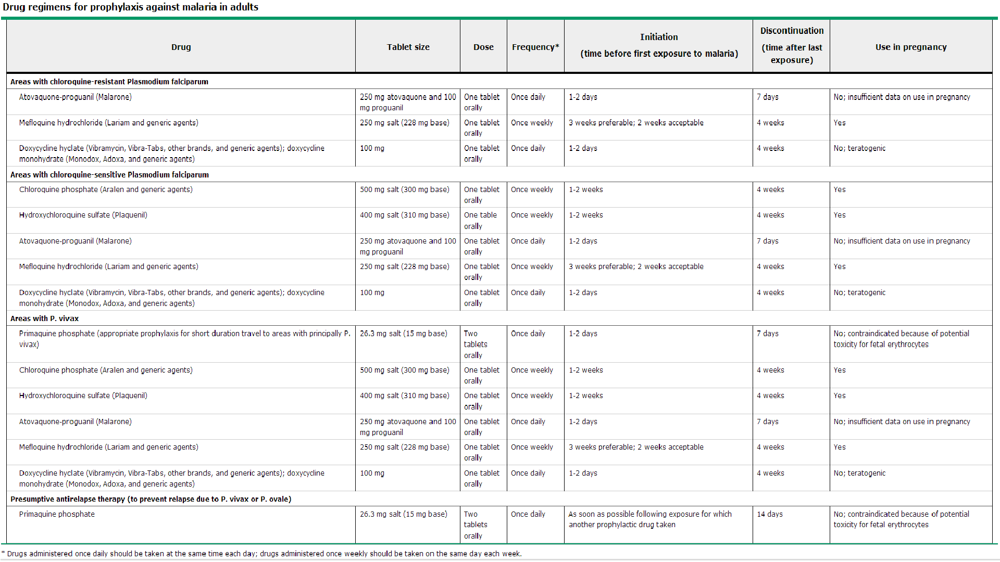 Drug regimens for prophylaxis against malaria in adults
Drug
Tablet size
Dose
Frequency*
Initiation
(time before first exposure to malaria)
Discontinuation
(time after last
exposure)
Use in pregnancy
Areas with chloroquine-resistant Plasmodium falciparum
Atovaquone-proguanil (Malarone)
250 mg atovaquone and 100
mg proguanil
One tablet
orally
Once daily
1-2 days
7 days
No; insufficient data on use in pregnancy
Mefloquine hydrochloride (Lariam and generic agents)
250 mg salt (228 mg base)
One tablet
orally
Once weekly
3 weeks preferable; 2 weeks acceptable
4 weeks
Yes
Doxycycline hyclate (Vibramycin, Vibra-Tabs, other brands, and generic agents); doxycycline
monohydrate (Monodox, Adoxa, and generic agents)
100 mg
One tablet
orally
Once daily
1-2 days
4 weeks
No; teratogenic
Areas with chloroquine-sensitive Plasmodium falciparum
Chloroquine phosphate (Aralen and generic agents)
500 mg salt (300 mg base)
One tablet
orally
Once weekly
1-2 weeks
4 weeks
Yes
Hydroxychloroquine sulfate (Plaquenil)
400 mg salt (310 mg base)
One table
orally
Once weekly
1-2 weeks
4 weeks
Yes
Atovaquone-proguanil (Malarone)
250 mg atovaquone and 100
mg proguanil
One tablet
orally
Once daily
1-2 days
7 days
No; insufficient data on use in pregnancy
Mefloquine hydrochloride (Lariam and generic agents)
250 mg salt (228 mg base)
One tablet
orally
Once weekly
3 weeks preferable; 2 weeks acceptable
4 weeks
Yes
Doxycycline hyclate (Vibramycin, Vibra-Tabs, other brands, and generic agents); doxycycline
monohydrate (Monodox, Adoxa, and generic agents)
100 mg
One tablet
orally
Once daily
1-2 days
4 weeks
No; teratogenic
Areas with P. vivax
Primaquine phosphate (appropriate prophylaxis for short duration travel to areas with principally P.
vivax)
26.3 mg salt (15 mg base)
Two
tablets
orally
Once daily
1-2 days
7 days
No; contraindicated because of potential
toxicity for fetal erythrocytes
Chloroquine phosphate (Aralen and generic agents)
500 mg salt (300 mg base)
One tablet
orally
Once weekly
1-2 weeks
4 weeks
Yes
Hydroxychloroquine sulfate (Plaquenil)
400 mg salt (310 mg base)
One tablet
orally
Once weekly
1-2 weeks
4 weeks
Yes
Atovaquone-proguanil (Malarone)
250 mg atovaquone and 100
mg proguanil
One tablet
orally
Once daily
1-2 days
7 days
No; insufficient data on use in pregnancy
Mefloquine hydrochloride (Lariam and generic agents)
250 mg salt (228 mg base)
One tablet
orally
Once weekly
3 weeks preferable; 2 weeks acceptable
4 weeks
Yes
Doxycycline hyclate (Vibramycin, Vibra-Tabs, other brands, and generic agents); doxycycline
monohydrate (Monodox, Adoxa, and generic agents)
100 mg
One tablet
orally
Once daily
1-2 days
4 weeks
No; teratogenic
Presumptive antirelapse therapy (to prevent relapse due to P. vivax or P. ovale)
Primaquine phosphate
26.3 mg salt (15 mg base)
Two
tablets
orally
Once daily
As soon as possible following exposure for which
another prophylactic drug taken
14 days
No; contraindicated because of potential
toxicity for fetal erythrocytes
* Drugs administered once daily should be taken at the same time each day; drugs administered once weekly should be taken on the same day each week.